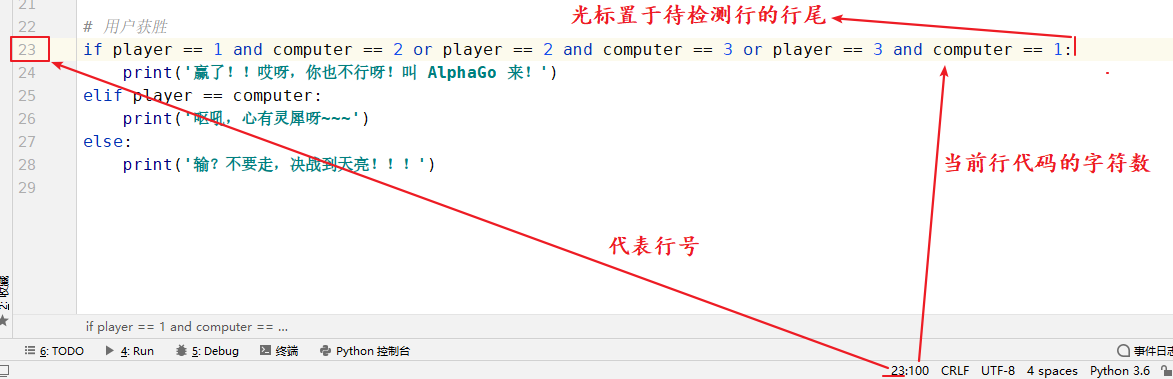 21
光标置于待检测行的行尾
22 # 用户获胜
23 if player == 1 and computer == 2 or player == 2 and computer == 3 or player == 3 and computer == 1:
24 print('赢了！！哎呀，你也不行呀！叫 AlphaGo 来！')
25 elif player == computer:
26 print('呕吼，心有灵犀呀~~~')
27 else:
28 print('输？不要走，决战到天亮！！！')
当前行代码的字符数
29
代表行号
2: 收藏
if player == 1 and computer == ...
6: TODO 4: Run 5: Debug 终端 Python 控制台 事件日志
23:100 CRLF UTF-8 4 spaces Python 3.6